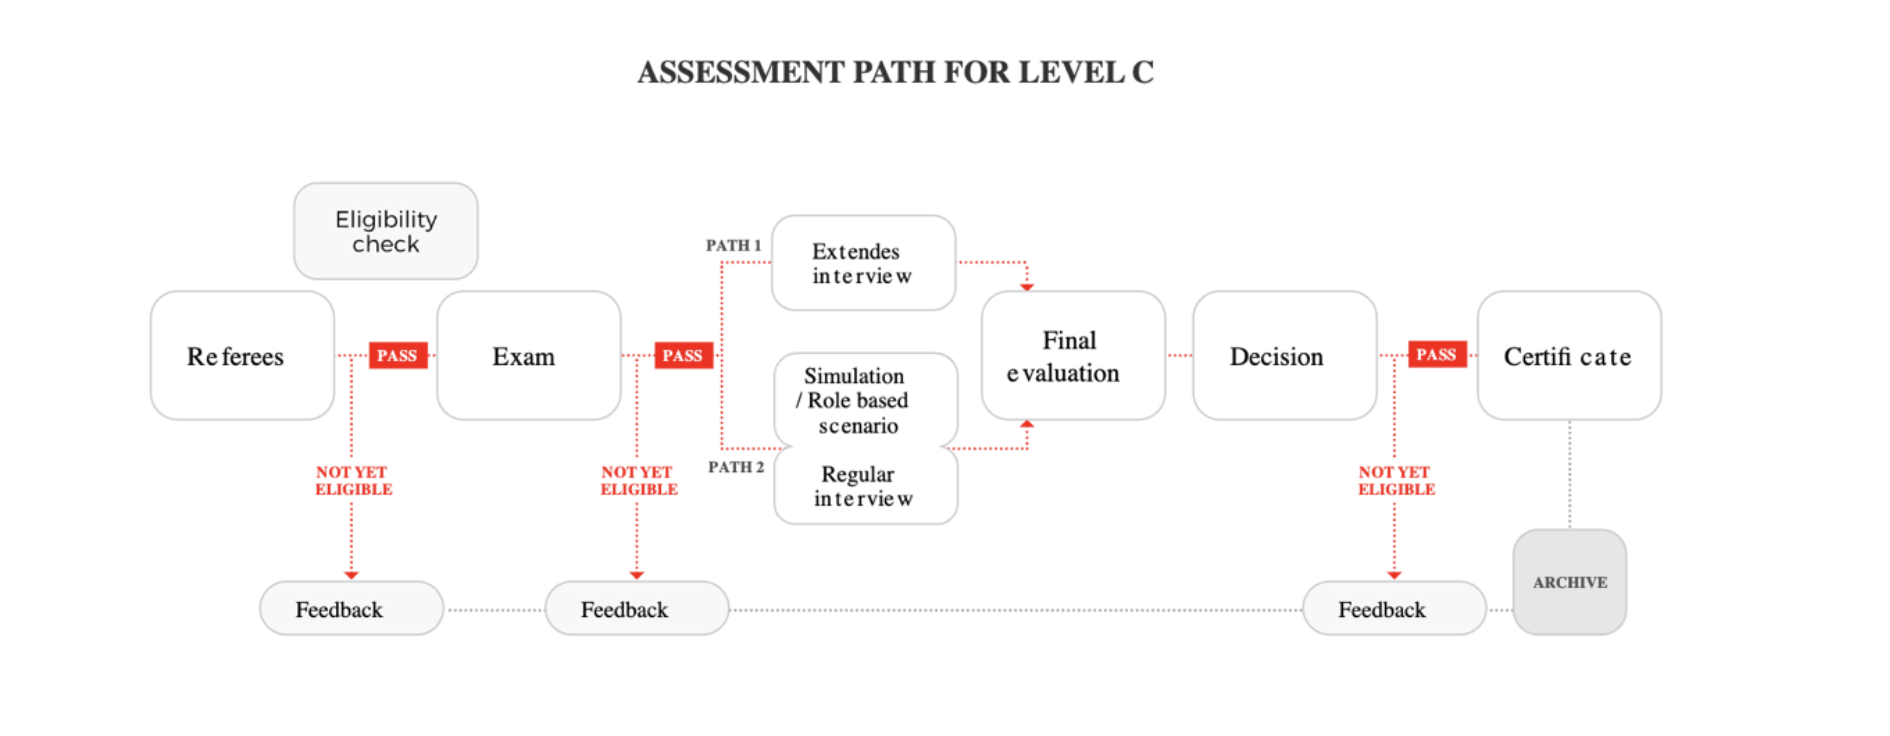 ASSESSMENT PATH FOR LEVEL C
Eligibility
check
Referees
PASS
Exam
PASS
PATH 1
Extendes
interview
Simulation
/ Role based
scenario
PATH 2
Regular
interview
Final
evaluation
Decision
PASS
Certificate
NOT YET
ELIGIBLE
NOT YET
ELIGIBLE
NOT YET
ELIGIBLE
Feedback
Feedback
Feedback
ARCHIVE